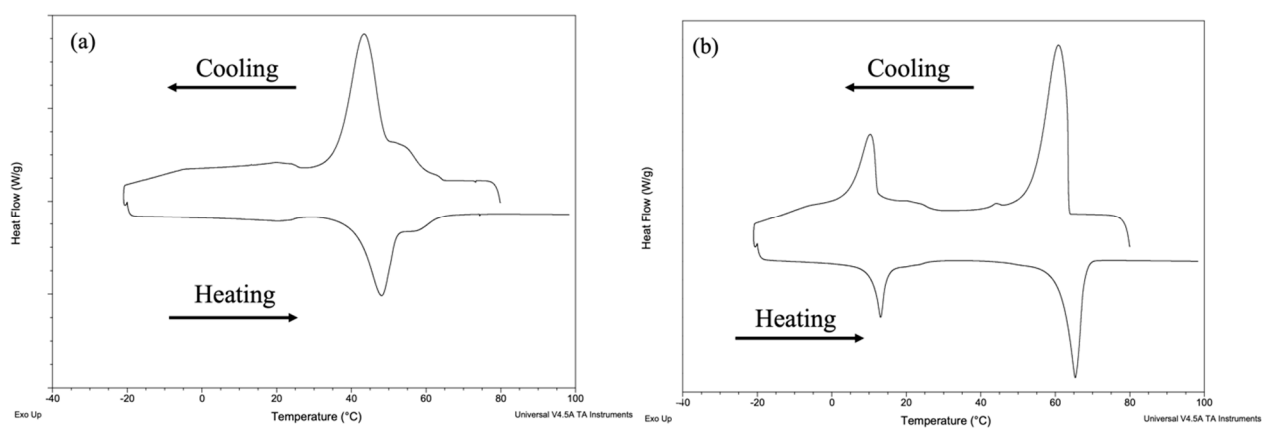 (a)
Cooling
Heating
Heat Flow (W/g)
-40 -20 0 20 40 60 80 100
Exo Up
Temperature (°C)
Universal V4.5A TA Instruments
(b)
Cooling
Heating
Heat Flow (W/g)
-40 -20 0 20 40 60 80 100
Exo Up
Temperature (°C)
Universal V4.5A TA Instruments